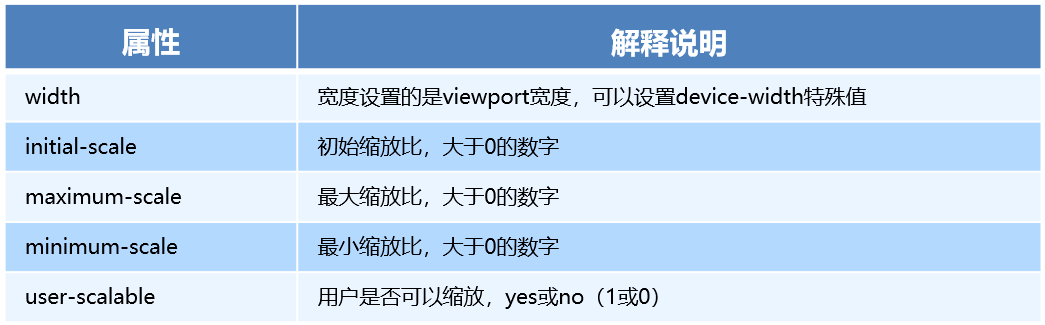 属性 解释说明
width 宽度设置的是viewport宽度，可以设置device-width特殊值
initial-scale 初始缩放比，大于0的数字
maximum-scale 最大缩放比，大于0的数字
minimum-scale 最小缩放比，大于0的数字
user-scalable 用户是否可以缩放，yes或no（1或0）